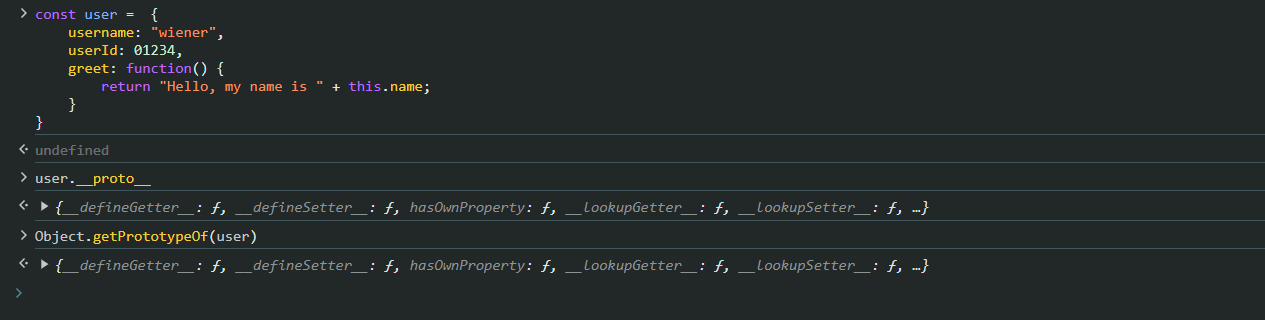 const user =  {
username: "wiener",
userId: 01234,
greet: function() {
return "Hello, my name is " + this.name;
}
}
undefined
user.__proto__
{__defineGetter__: ƒ, __defineSetter__: ƒ, hasOwnProperty: ƒ, __lookupGetter__: ƒ, __lookupSetter__: ƒ, …}
Object.getPrototypeOf(user)
{__defineGetter__: ƒ, __defineSetter__: ƒ, hasOwnProperty: ƒ, __lookupGetter__: ƒ, __lookupSetter__: ƒ, …}